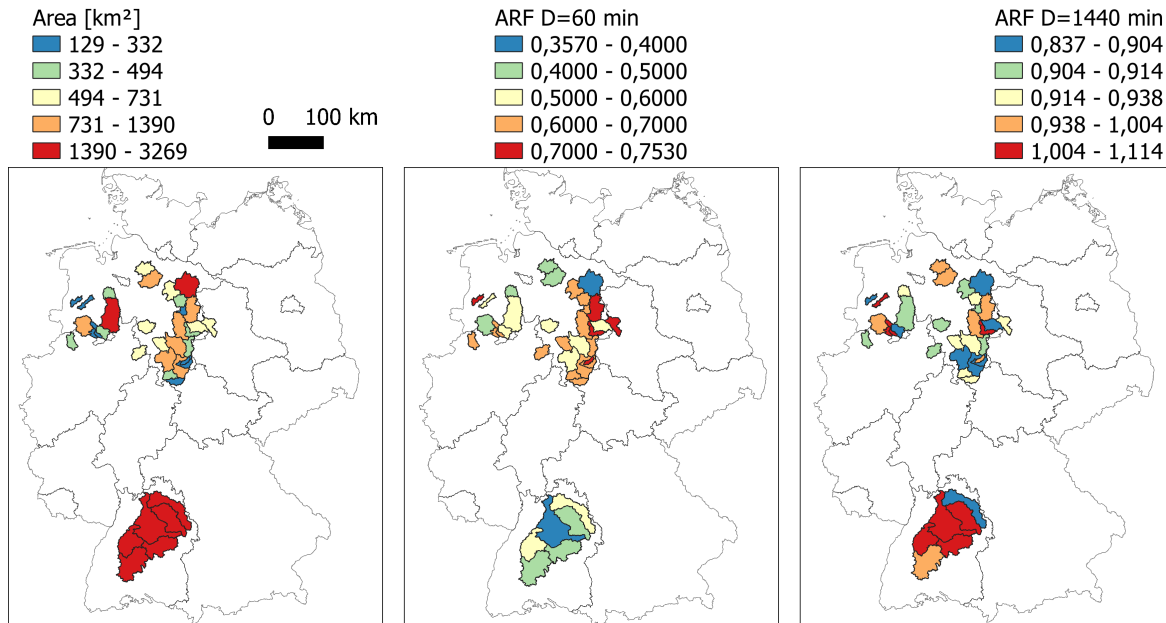 Area [km²]
129 - 332
332 - 494
494 - 731
731 - 1390
1390 - 3269
0 100 km
ARF D=60 min
0,3570 - 0,4000
0,4000 - 0,5000
0,5000 - 0,6000
0,6000 - 0,7000
0,7000 - 0,7530
ARF D=1440 min
0,837 - 0,904
0,904 - 0,914
0,914 - 0,938
0,938 - 1,004
1,004 - 1,114